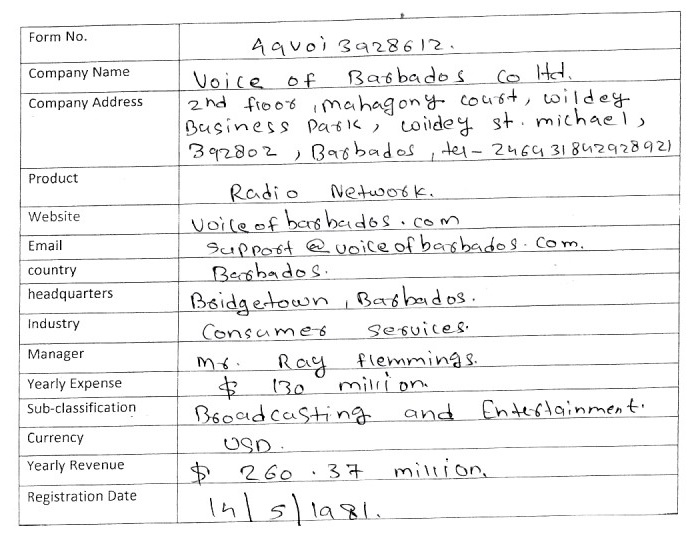 Form No. A9voi3928612.
Company Name Voice of Barbados Co Ltd.
Company Address 2nd floor, mahagony court, wildey
Business Park, wildey st. michael,
392802, Barbados, tel- 246431842928921
Product Radio Network.
Website voiceofbarbados.com
Email support@voiceofbarbados.com.
country Barbados.
headquarters Bridgetown, Barbados.
Industry Consumer Services.
Manager Mr. Ray flemmings.
Yearly Expense $ 130 million.
Sub-classification Broadcasting and Entertainment.
Currency USD.
Yearly Revenue $ 260.37 million.
Registration Date 14/5/1981.